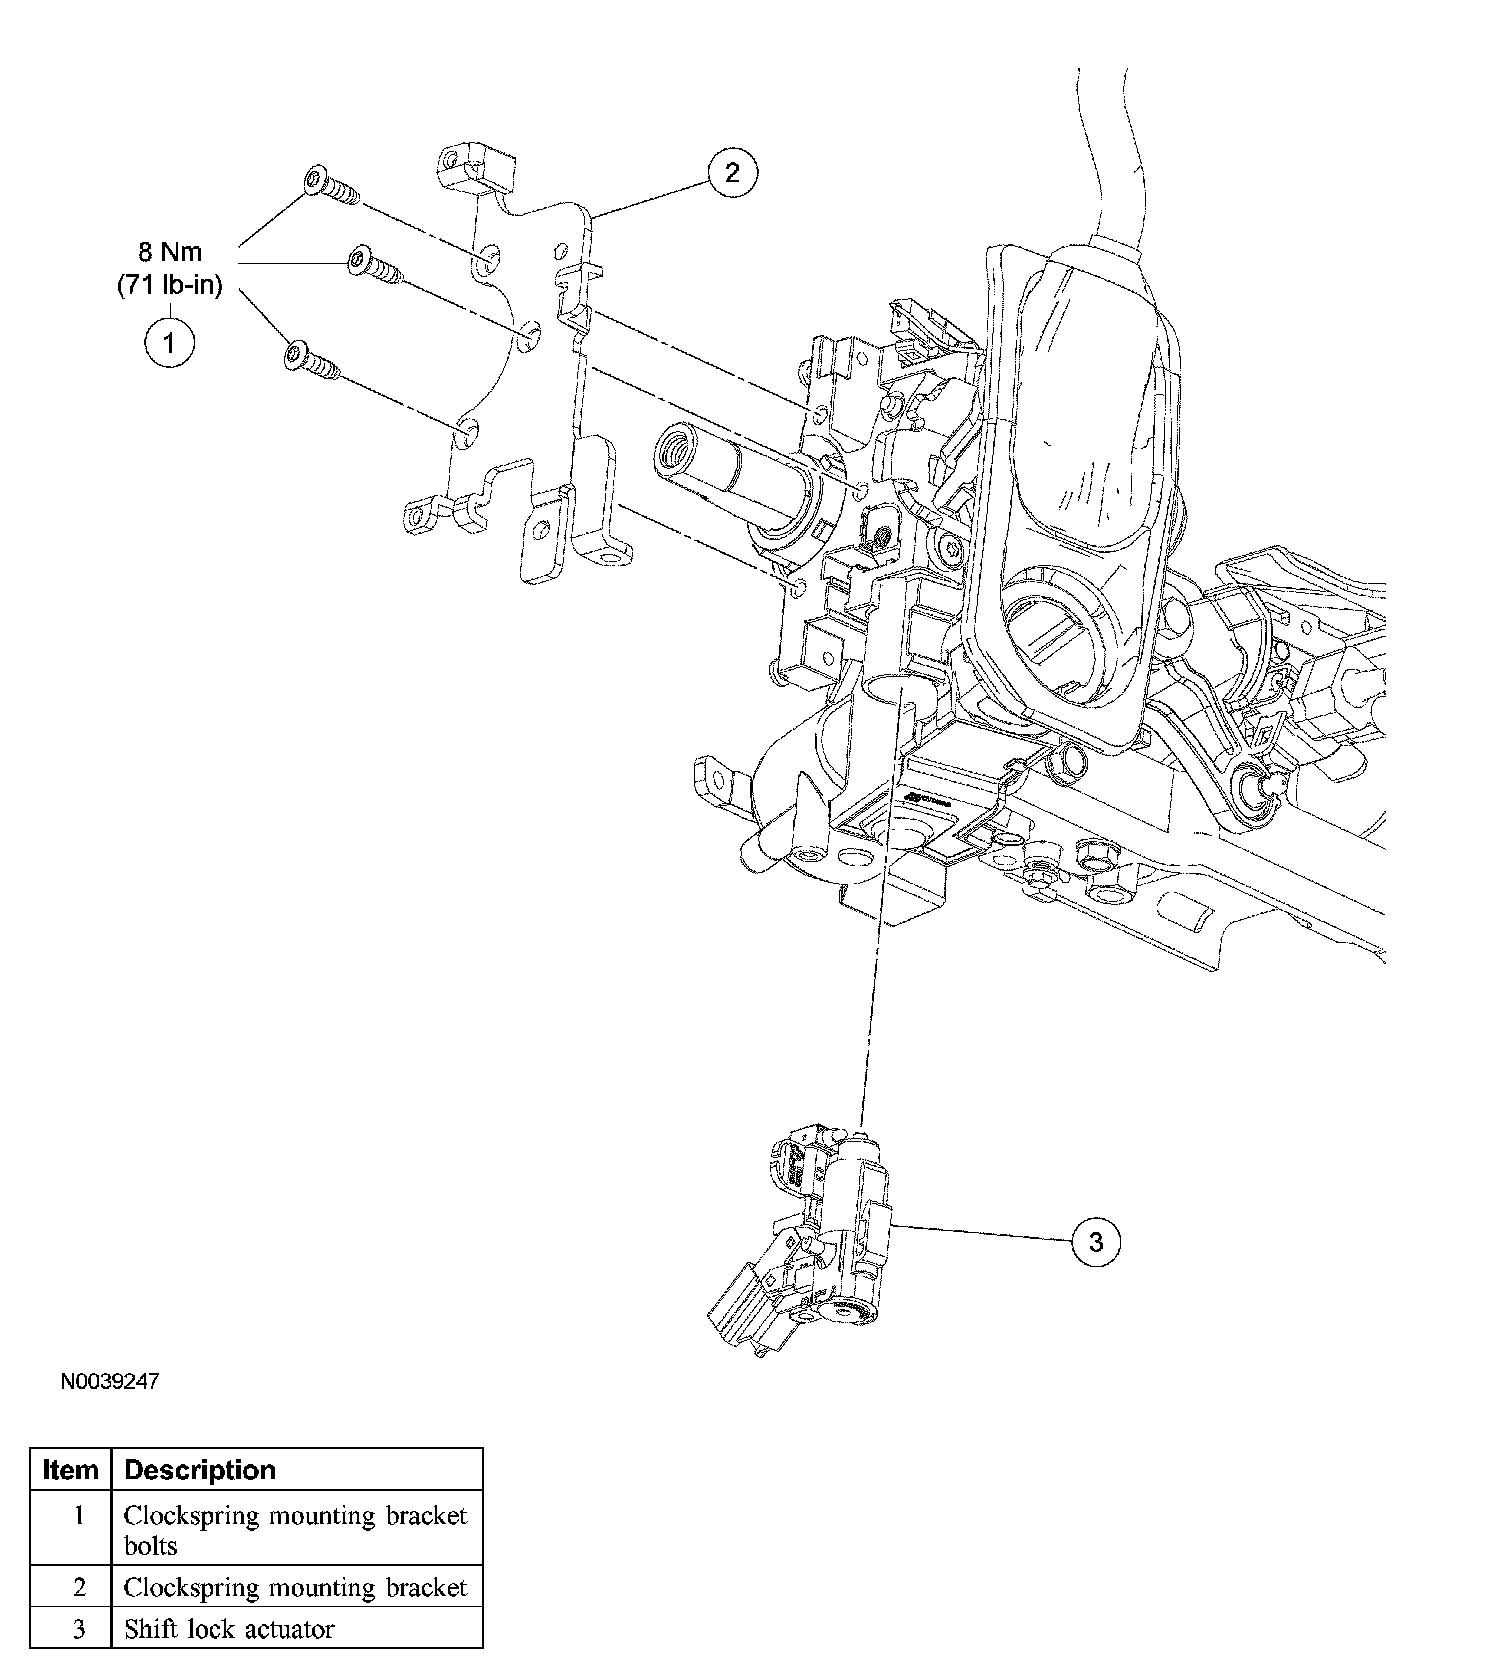 2
8 Nm
(71 lb-in)
1
3
N0039247
Item Description
1 Clockspring mounting bracket
bolts
2 Clockspring mounting bracket
3 Shift lock actuator